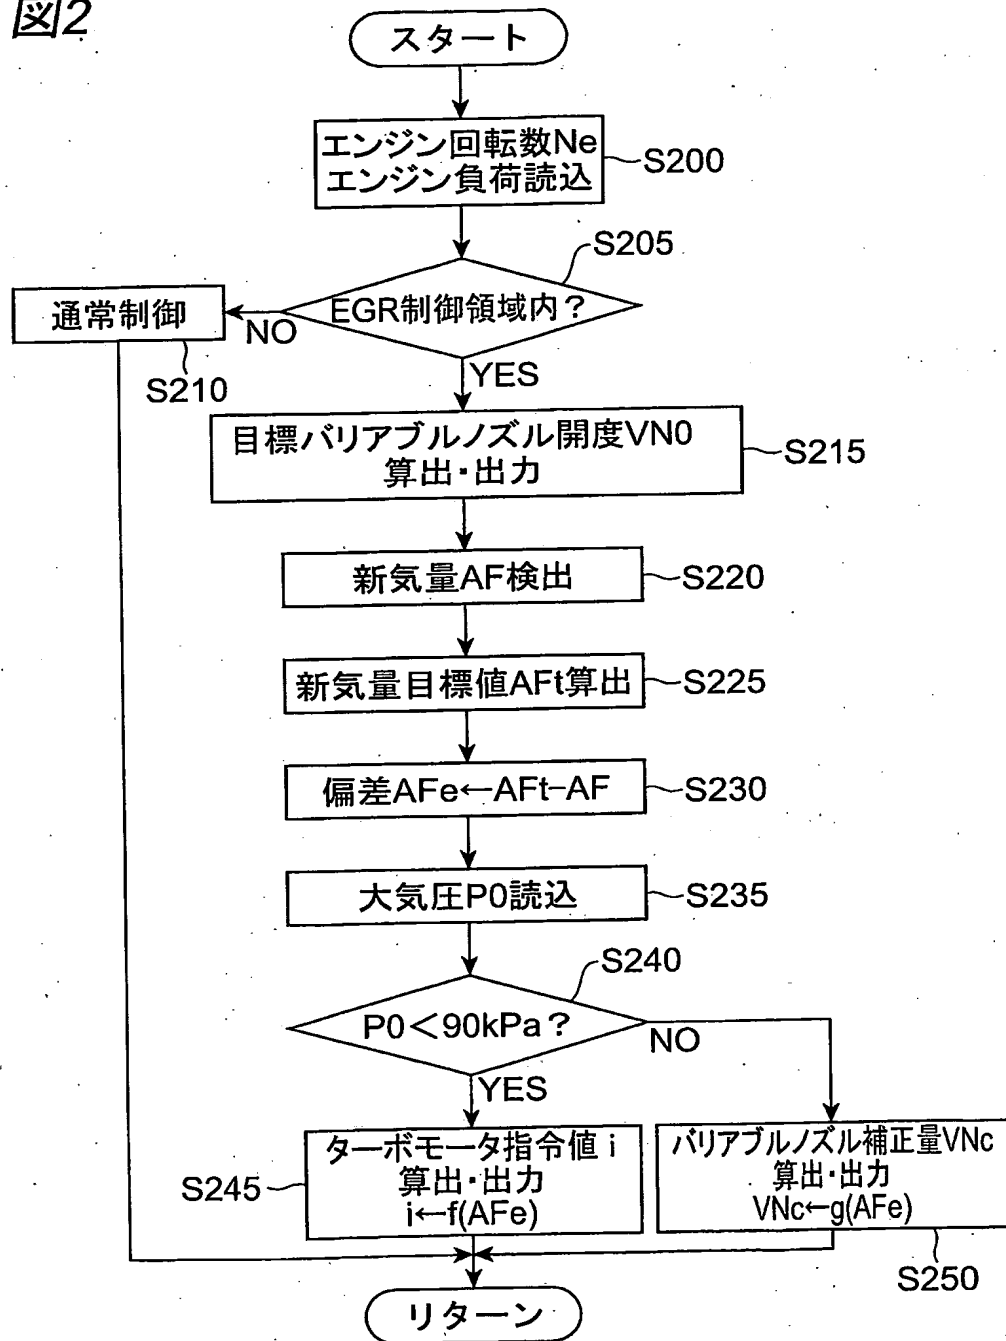 図2
スタート
エンジン回転数Ne
エンジン負荷読込
S200
S205
EGR制御領域内？
NO
通常制御
S210
YES
目標バリアブルノズル開度VN0
算出・出力
S215
新気量AF検出
S220
新気量目標値AFt算出
S225
偏差AFe←AFt-AF
S230
大気圧P0読込
S235
S240
P0＜90kPa？
NO
YES
ターボモータ指令値 i
算出・出力
i←f(AFe)
S245
バリアブルノズル補正量VNc
算出・出力
VNc←g(AFe)
S250
リターン